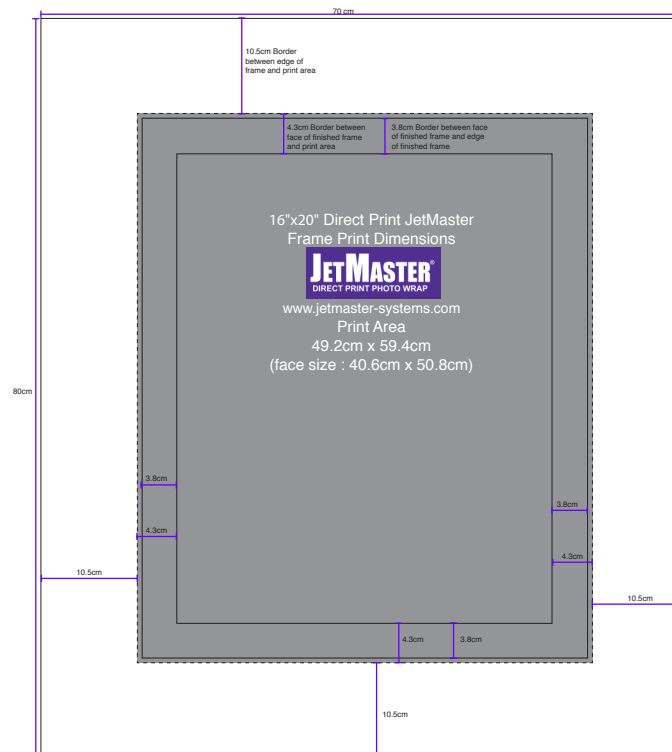 70 cm
10.5cm Border
between edge of
frame and print area
4.3cm Border between
face of finished frame
and print area
3.8cm Border between face
of finished frame and edge
of finished frame
16"x20" Direct Print JetMaster
Frame Print Dimensions
JETMASTER®
DIRECT PRINT PHOTO WRAP
www.jetmaster-systems.com
Print Area
49.2cm x 59.4cm
(face size : 40.6cm x 50.8cm)
80cm
3.8cm
3.8cm
4.3cm
4.3cm
10.5cm
10.5cm
4.3cm
3.8cm
10.5cm